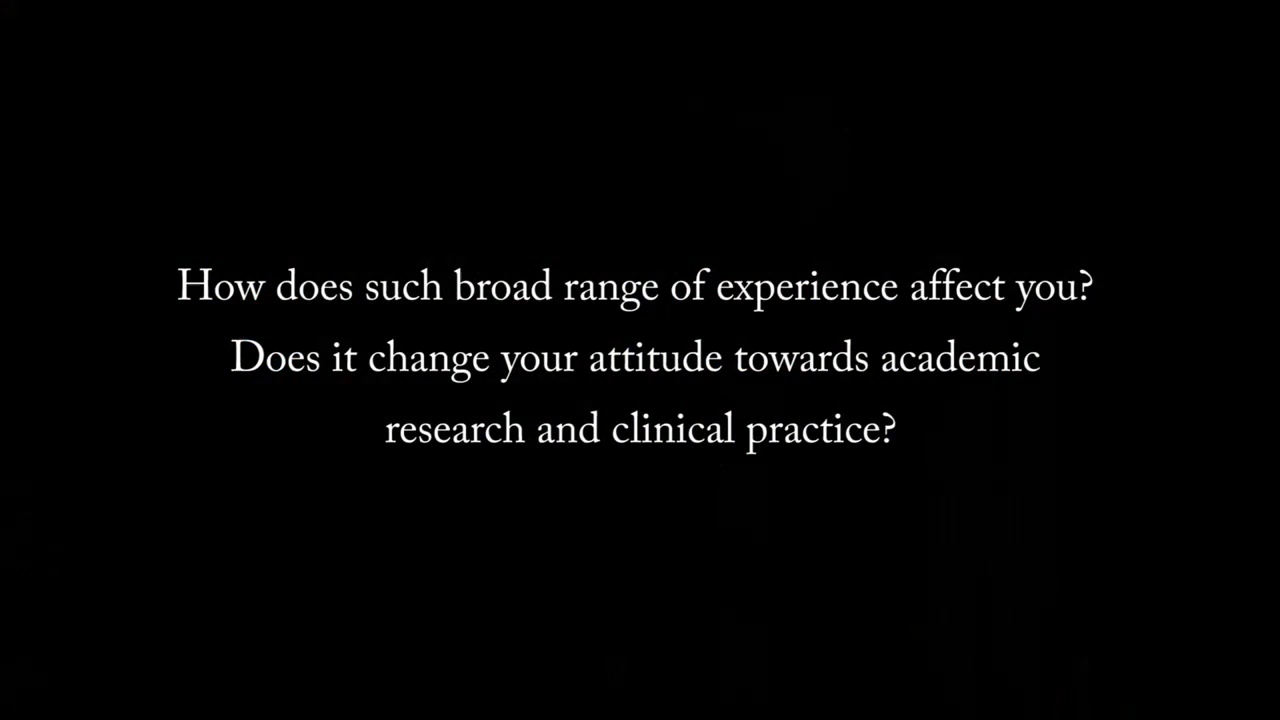 How does such broad range of experience affect you?
Does it change your attitude towards academic
research and clinical practice?